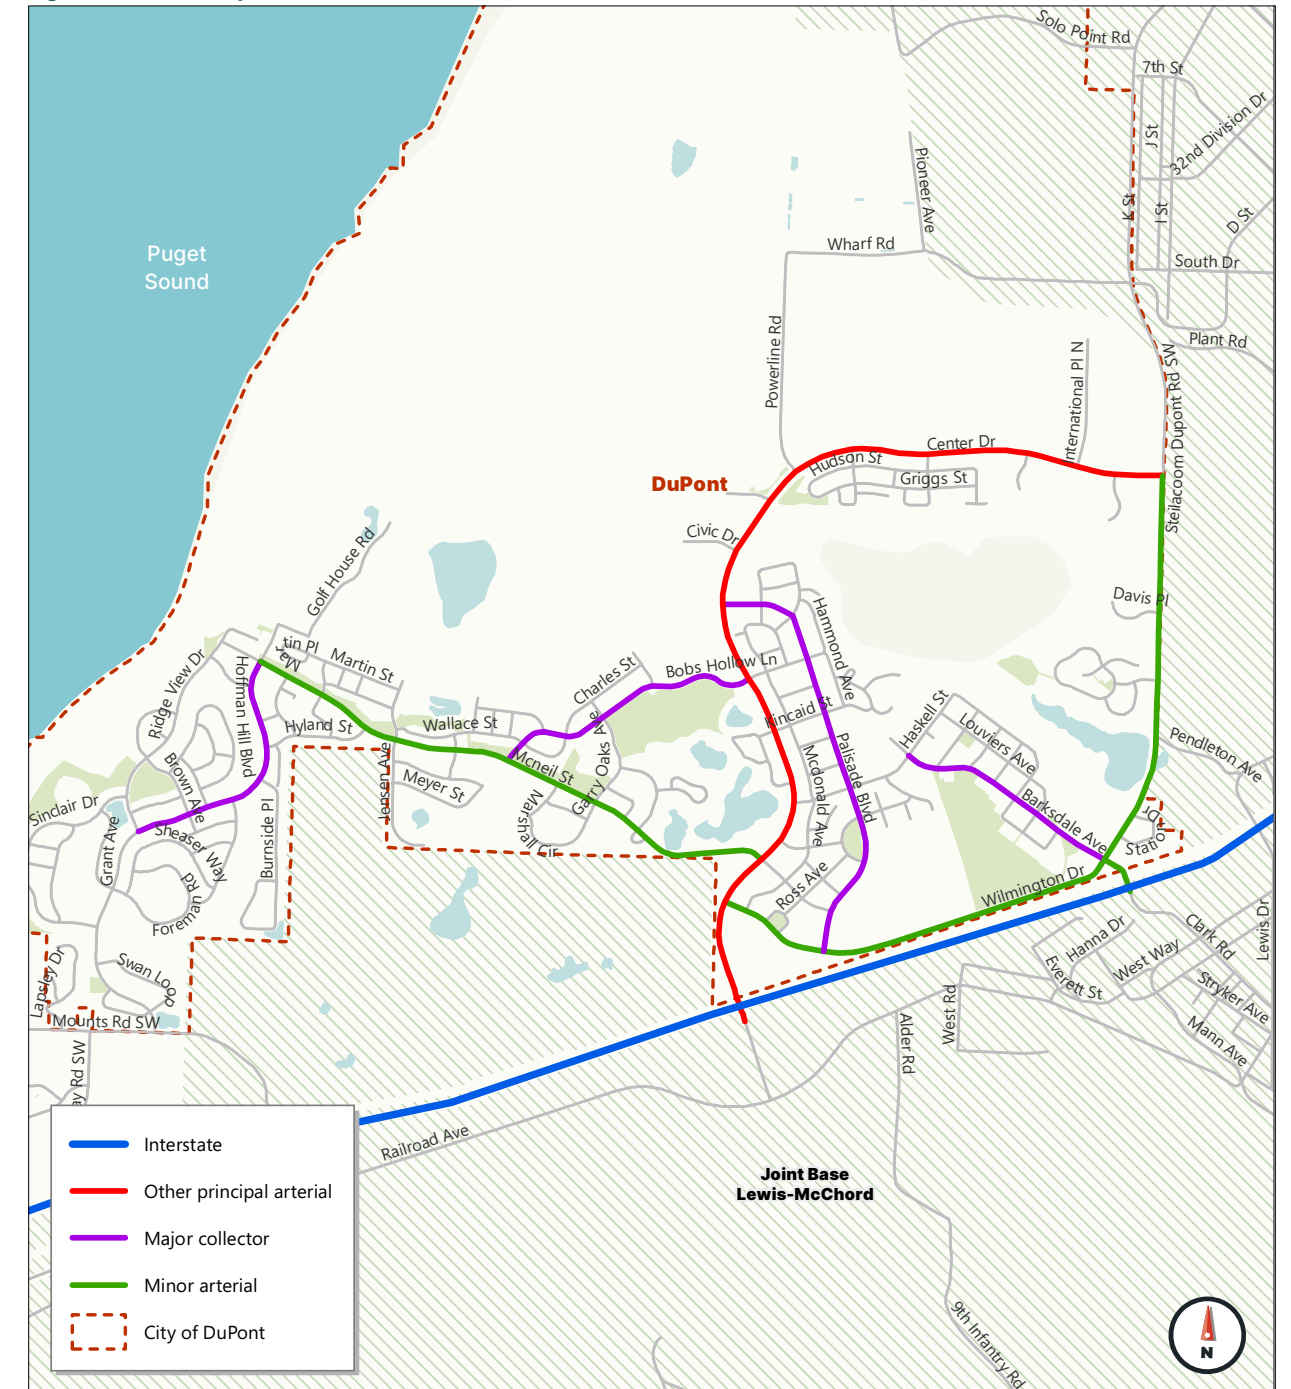 Solo Point Rd
7th St
J St
32nd Division Dr
K St
I St
D St
Pioneer Ave
Wharf Rd
South Dr
Puget
Sound
Powerline Rd
Plant Rd
Steilacoom Dupont Rd SW
Center Dr
Hudson St
Griggs St
DuPont
Civic Dr
Golf House Rd
Davis Pl
Hammond Ave
tin Pl
Martin St
Ridge View Dr
Hoffman Hill Blvd
Bobs Hollow Ln
Charles St
Hyland St
Wallace St
Kincaid St
Haskell St
Louviers Ave
Pendleton Ave
Mcneil St
Garry Oaks Ave
Jensen Ave
Meyer St
Marshall Cir
Mcdonald Ave
Palisade Blvd
Barksdale Ave
Brown Ave
Sinclair Dr
Grant Ave
Sheaser Way
Burnside Pl
Foreman Rd
Ross Ave
Wilmington Dr
Swan Loop
Lapsley Dr
Mounts Rd SW
ay Rd SW
Hanna Dr
West Way
Clark Rd
Lewis Dr
Everett St
Stryker Ave
Mann Ave
West Rd
Alder Rd
Railroad Ave
Joint Base
Lewis-McChord
9th Infantry Rd
Interstate
Other principal arterial
Major collector
Minor arterial
City of DuPont
N